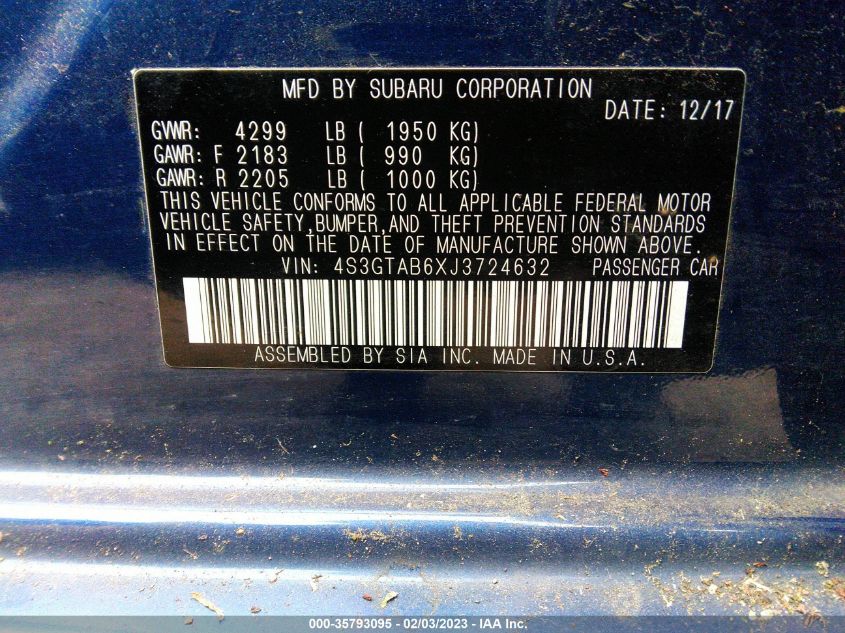 MFD BY SUBARU CORPORATION
DATE: 12/17
GVWR: 4299 LB ( 1950 KG)
GAWR: F 2183 LB ( 990 KG)
GAWR: R 2205 LB ( 1000 KG)
THIS VEHICLE CONFORMS TO ALL APPLICABLE FEDERAL MOTOR
VEHICLE SAFETY,BUMPER,AND THEFT PREVENTION STANDARDS
IN EFFECT ON THE DATE OF MANUFACTURE SHOWN ABOVE.
VIN: 4S3GTAB6XJ3724632 PASSENGER CAR
ASSEMBLED BY SIA INC. MADE IN U.S.A.
000-35793095 - 02/03/2023 - IAA Inc.